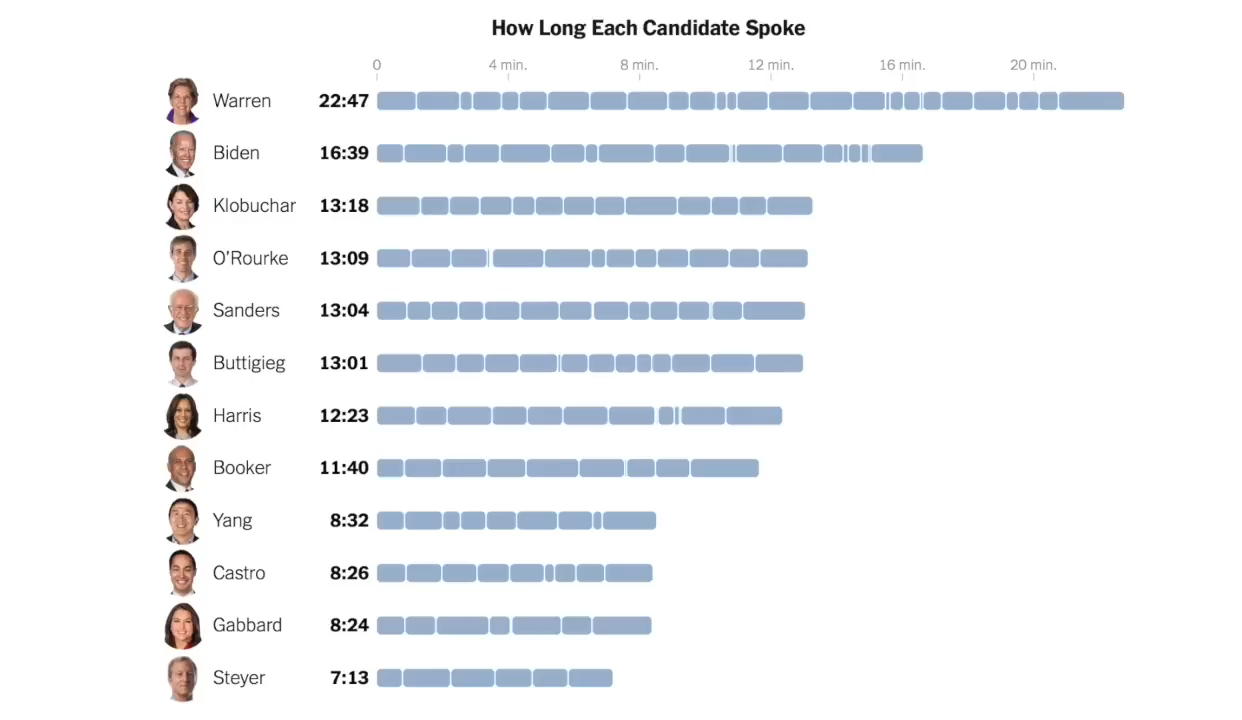 How Long Each Candidate Spoke
0 4 min. 8 min. 12 min. 16 min. 20 min.
Warren 22:47
Biden 16:39
Klobuchar 13:18
O’Rourke 13:09
Sanders 13:04
Buttigieg 13:01
Harris 12:23
Booker 11:40
Yang 8:32
Castro 8:26
Gabbard 8:24
Steyer 7:13